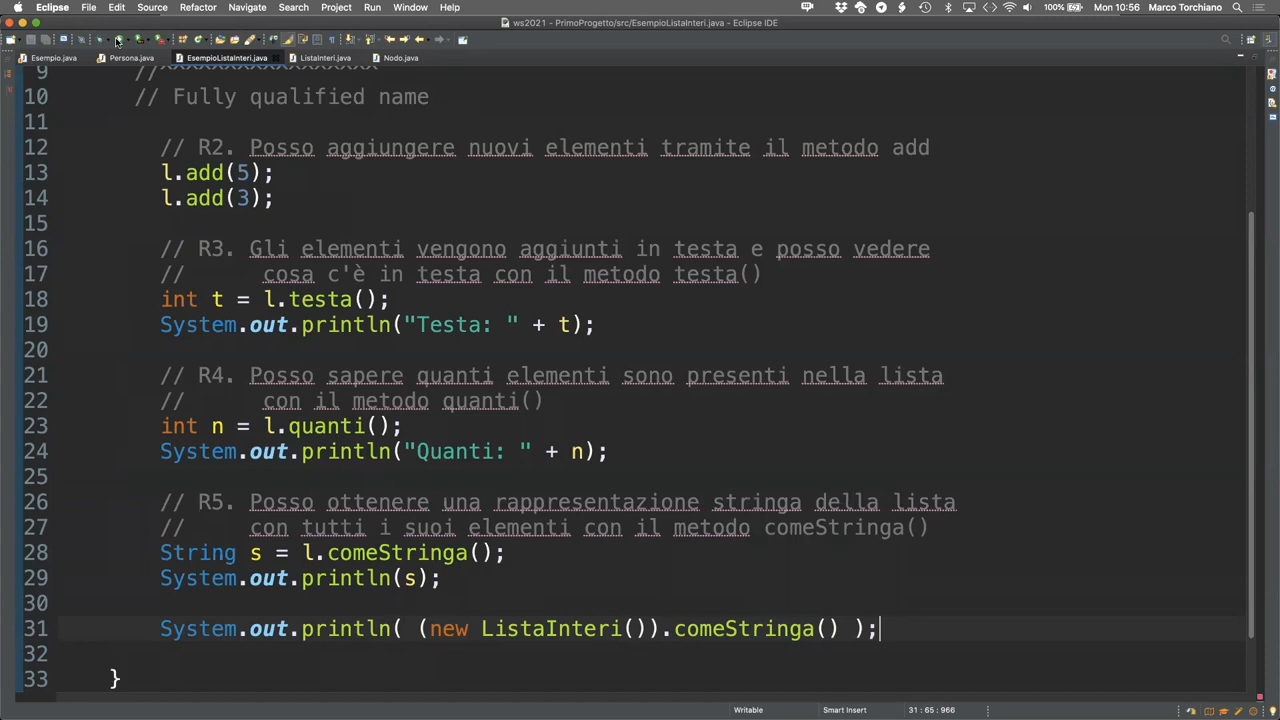 Eclipse File Edit Source Refactor Navigate Search Project Run Window Help 100% Mon 10:56 Marco Torchiano
ws2021 - PrimoProgetto/src/EsempioListaInteri.java - Eclipse IDE
Esempio.java Persona.java EsempioListaInteri.java ListaInteri.java Nodo.java
9 //^^^^^^^^^^^^^^^^^
10 // Fully qualified name
11
12 // R2. Posso aggiungere nuovi elementi tramite il metodo add
13 l.add(5);
14 l.add(3);
15
16 // R3. Gli elementi vengono aggiunti in testa e posso vedere
17 // cosa c'è in testa con il metodo testa()
18 int t = l.testa();
19 System.out.println("Testa: " + t);
20
21 // R4. Posso sapere quanti elementi sono presenti nella lista
22 // con il metodo quanti()
23 int n = l.quanti();
24 System.out.println("Quanti: " + n);
25
26 // R5. Posso ottenere una rappresentazione stringa della lista
27 // con tutti i suoi elementi con il metodo comeStringa()
28 String s = l.comeStringa();
29 System.out.println(s);
30
31 System.out.println( (new ListaInteri()).comeStringa() );
32
33 }
Writable Smart Insert 31 : 65 : 966